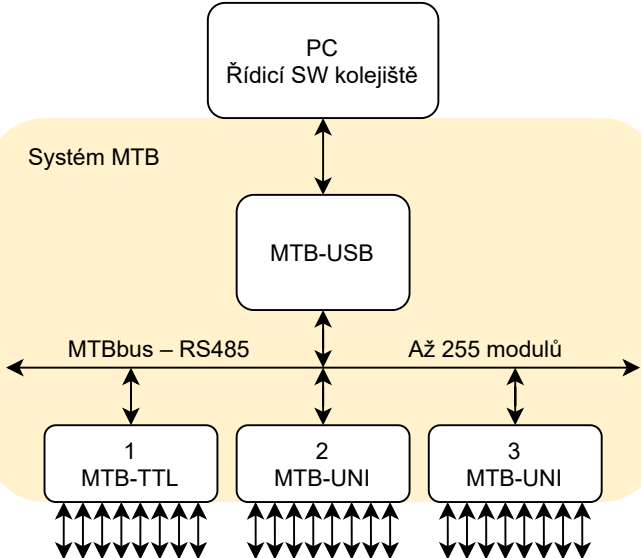 PC
Řídicí SW kolejiště
Systém MTB
MTB-USB
MTBbus – RS485
Až 255 modulů
1
MTB-TTL
2
MTB-UNI
3
MTB-UNI